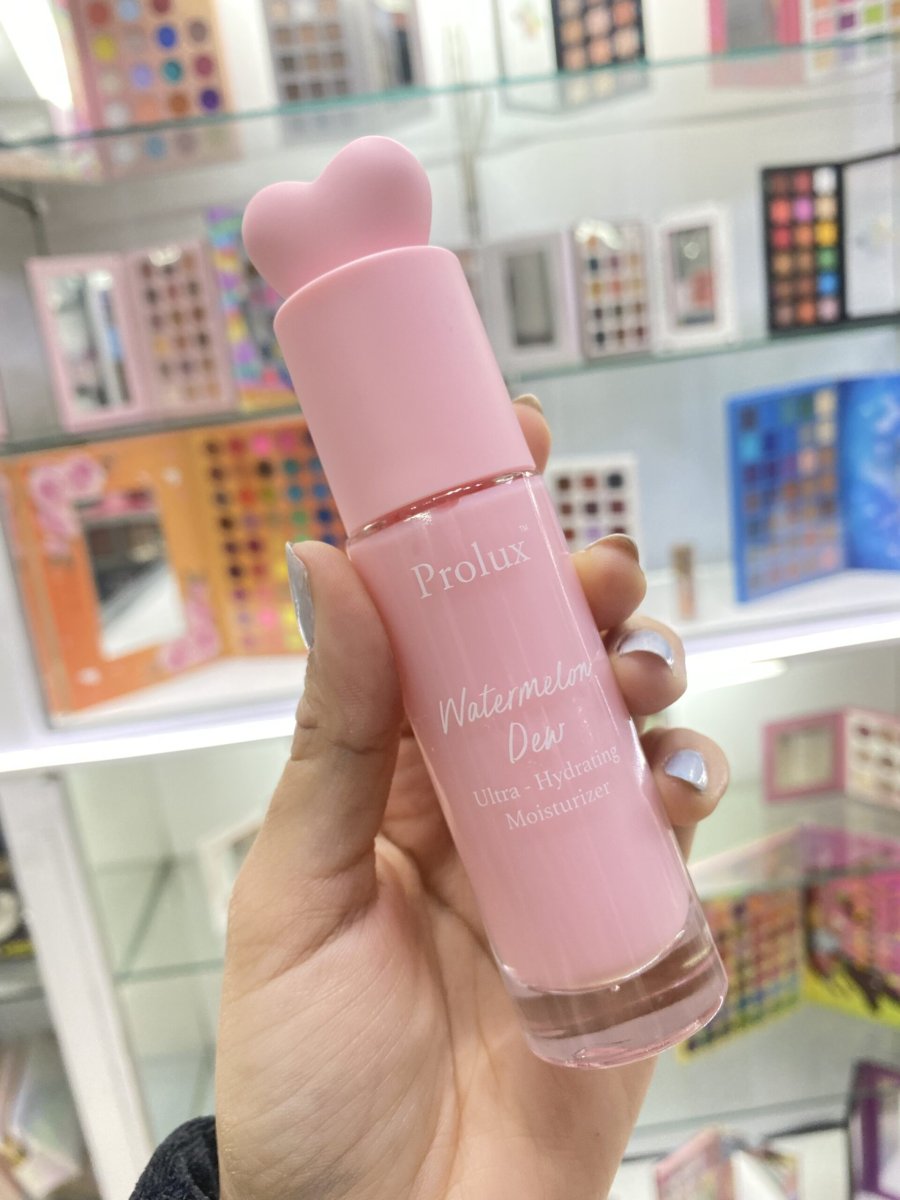 Prolux™
Watermelon
Dew
Ultra - Hydrating
Moisturizer